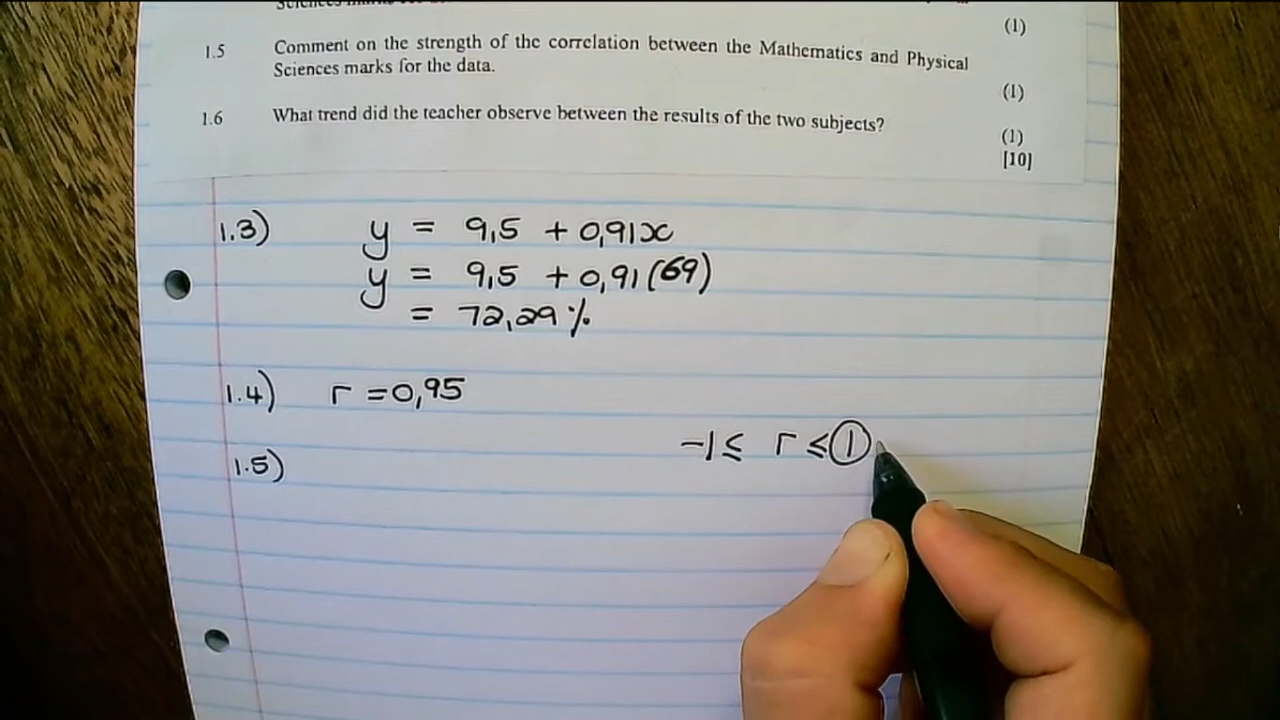 (1)
1.5 Comment on the strength of the correlation between the Mathematics and Physical
Sciences marks for the data.
(1)
1.6 What trend did the teacher observe between the results of the two subjects?
(1)
[10]
1.3) y = 9,5 + 0,91x
y = 9,5 + 0,91(69)
= 72,29%
1.4) r = 0,95
-1 ≤ r ≤ 1
1.5)